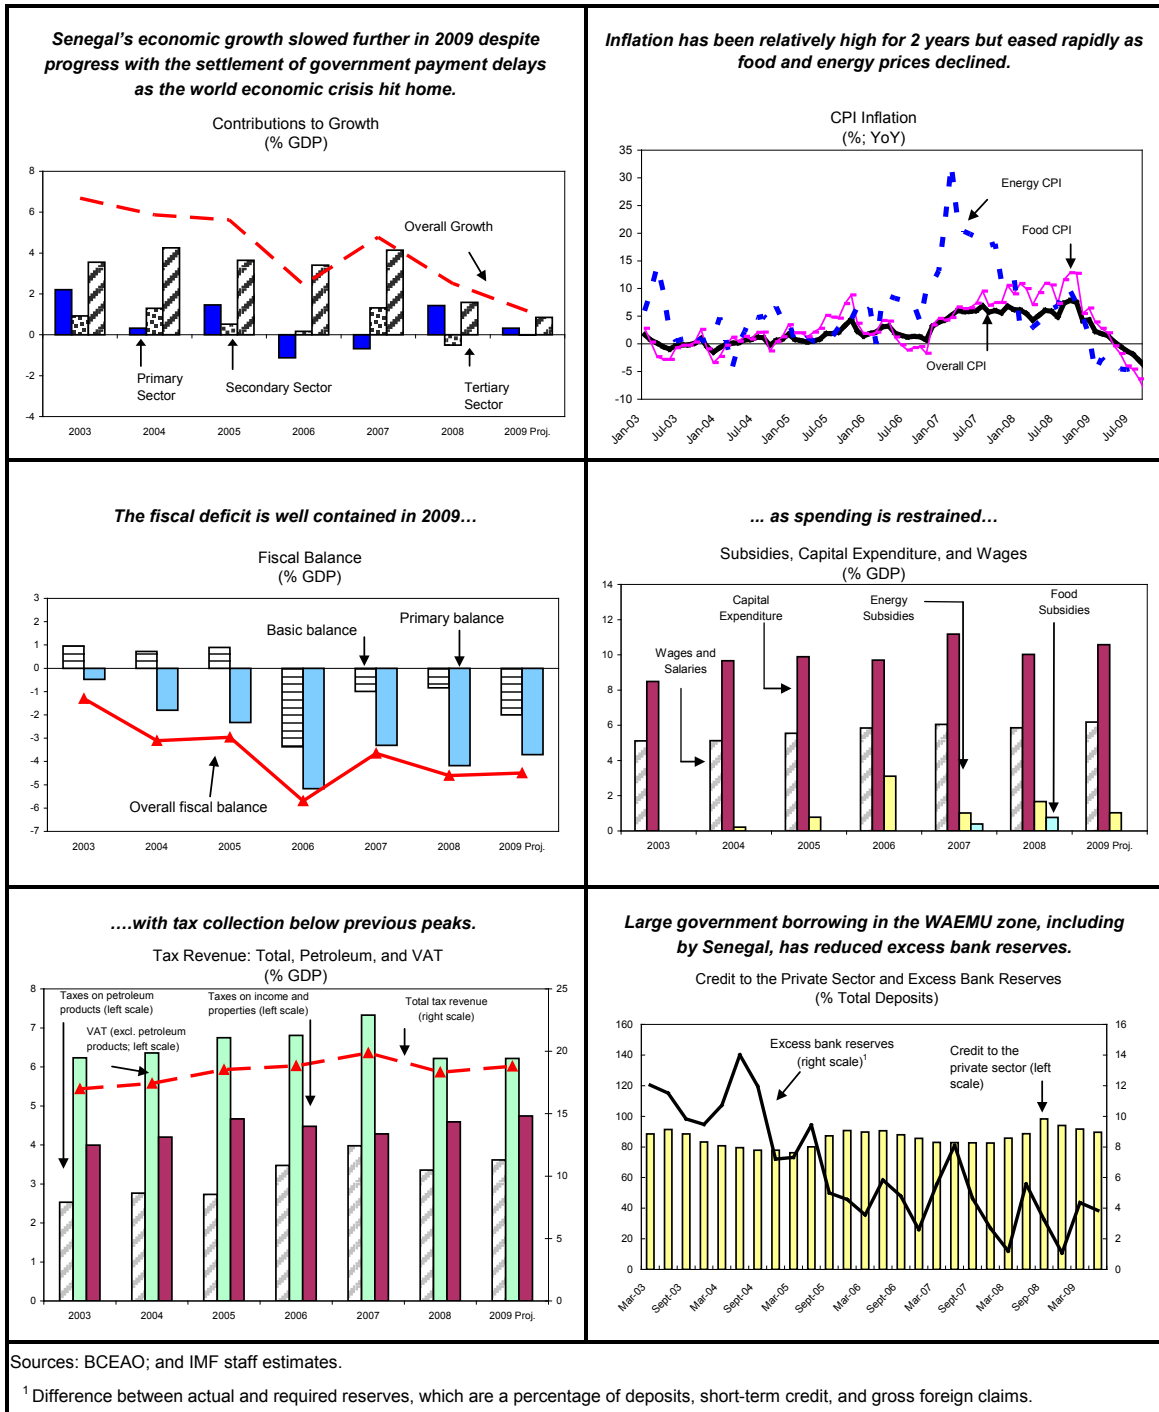 Senegal's economic growth slowed further in 2009 despite
progress with the settlement of government payment delays
as the world economic crisis hit home.
Contributions to Growth
(% GDP)
8
6
4
2
0
-2
-4
Overall Growth
Primary
Sector
Secondary Sector
Tertiary
Sector
2003
2004
2005
2006
2007
2008
2009 Proj.
Inflation has been relatively high for 2 years but eased rapidly as
food and energy prices declined.
CPI Inflation
(%; YoY)
35
30
25
20
15
10
5
0
-5
-10
Energy CPI
Food CPI
Overall CPI
Jan-03
Jul-03
Jan-04
Jul-04
Jan-05
Jul-05
Jan-06
Jul-06
Jan-07
Jul-07
Jan-08
Jul-08
Jan-09
Jul-09
The fiscal deficit is well contained in 2009…
Fiscal Balance
(% GDP)
3
2
1
0
-1
-2
-3
-4
-5
-6
-7
Basic balance
Primary balance
Overall fiscal balance
2003
2004
2005
2006
2007
2008
2009 Proj.
... as spending is restrained…
Subsidies, Capital Expenditure, and Wages
(% GDP)
14
12
10
8
6
4
2
0
Wages and
Salaries
Capital
Expenditure
Energy
Subsidies
Food
Subsidies
2003
2004
2005
2006
2007
2008
2009 Proj.
….with tax collection below previous peaks.
Tax Revenue: Total, Petroleum, and VAT
(% GDP)
8
7
6
5
4
3
2
1
0
25
20
15
10
5
0
Taxes on petroleum
products (left scale)
VAT (excl. petroleum
products; left scale)
Taxes on income and
properties (left scale)
Total tax revenue
(right scale)
2003
2004
2005
2006
2007
2008
2009 Proj.
Large government borrowing in the WAEMU zone, including
by Senegal, has reduced excess bank reserves.
Credit to the Private Sector and Excess Bank Reserves
(% Total Deposits)
160
140
120
100
80
60
40
20
0
16
14
12
10
8
6
4
2
0
Excess bank reserves
(right scale)1
Credit to the
private sector (left
scale)
Mar-03
Sept-03
Mar-04
Sept-04
Mar-05
Sept-05
Mar-06
Sept-06
Mar-07
Sept-07
Mar-08
Sep-08
Mar-09
Sources: BCEAO; and IMF staff estimates.
1 Difference between actual and required reserves, which are a percentage of deposits, short-term credit, and gross foreign claims.